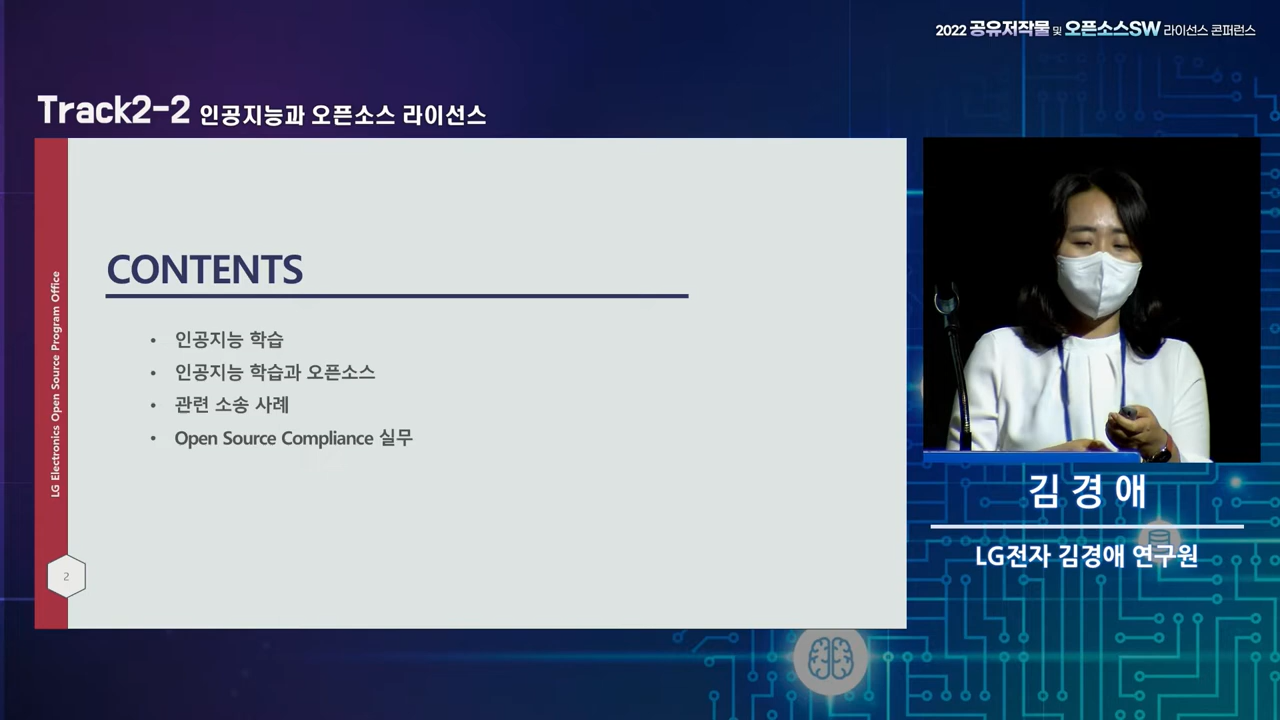 2022 공유저작물 및 오픈소스SW 라이선스 콘퍼런스
Track2-2 인공지능과 오픈소스 라이선스
LG Electronics Open Source Program Office
CONTENTS
• 인공지능 학습
• 인공지능 학습과 오픈소스
• 관련 소송 사례
• Open Source Compliance 실무
2
김경애
LG전자 김경애 연구원